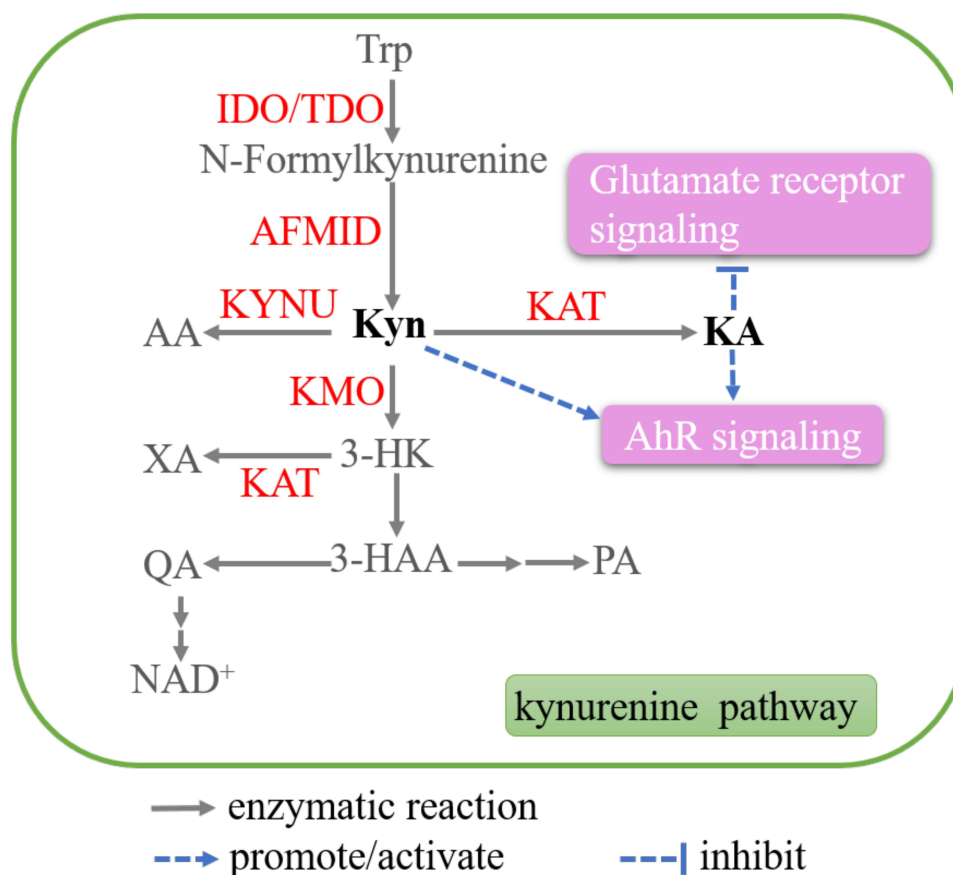 Trp
IDO/TDO
N-Formylkynurenine
Glutamate receptor
signaling
AFMID
KYNU
KAT
AA
Kyn
KA
KMO
AhR signaling
XA
3-HK
KAT
QA
3-HAA
PA
NAD⁺
kynurenine pathway
enzymatic reaction
promote/activate
inhibit